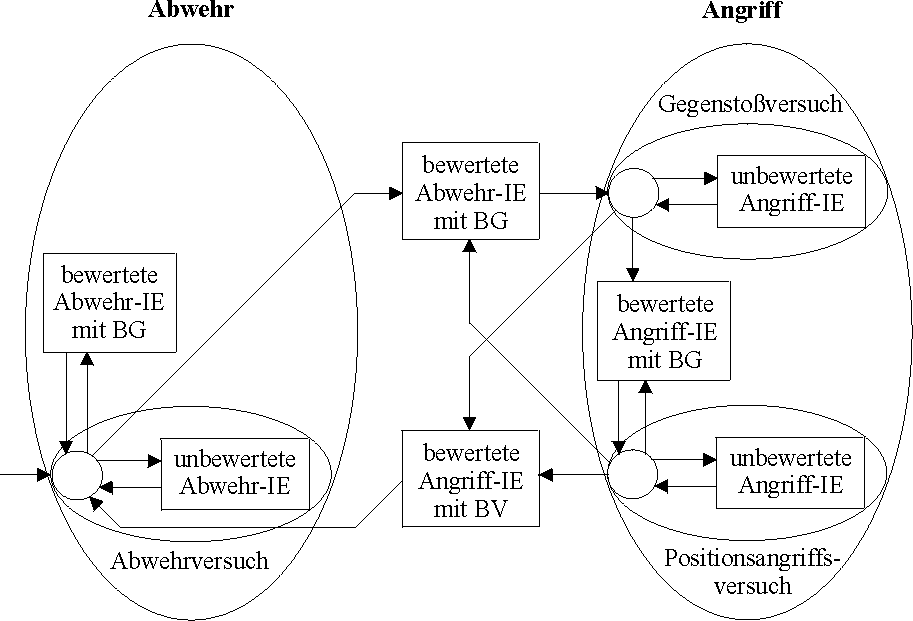 Abwehr
Angriff
Gegenstoßversuch
bewertete
Abwehr-IE
mit BG
unbewertete
Angriff-IE
bewertete
Abwehr-IE
mit BG
bewertete
Angriff-IE
mit BG
unbewertete
Abwehr-IE
bewertete
Angriff-IE
mit BV
unbewertete
Angriff-IE
Abwehrversuch
Positionsangriffs-
versuch